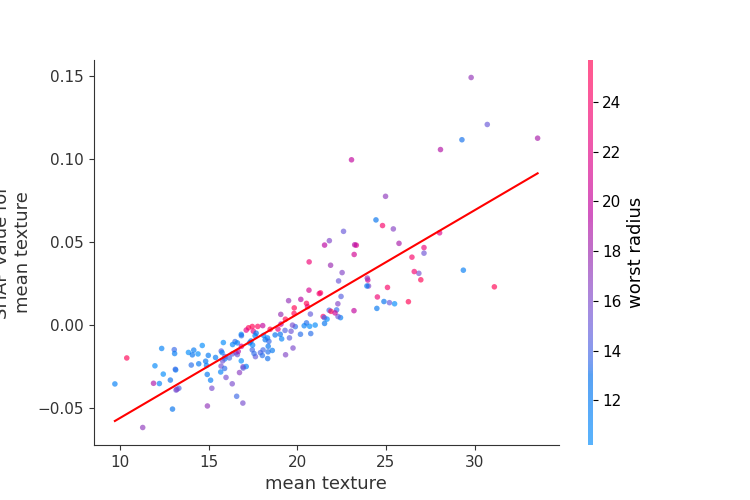 SHAP value for
mean texture
0.15
0.10
0.05
0.00
−0.05
10 15 20 25 30
mean texture
24
22
20
18
16
14
12
worst radius